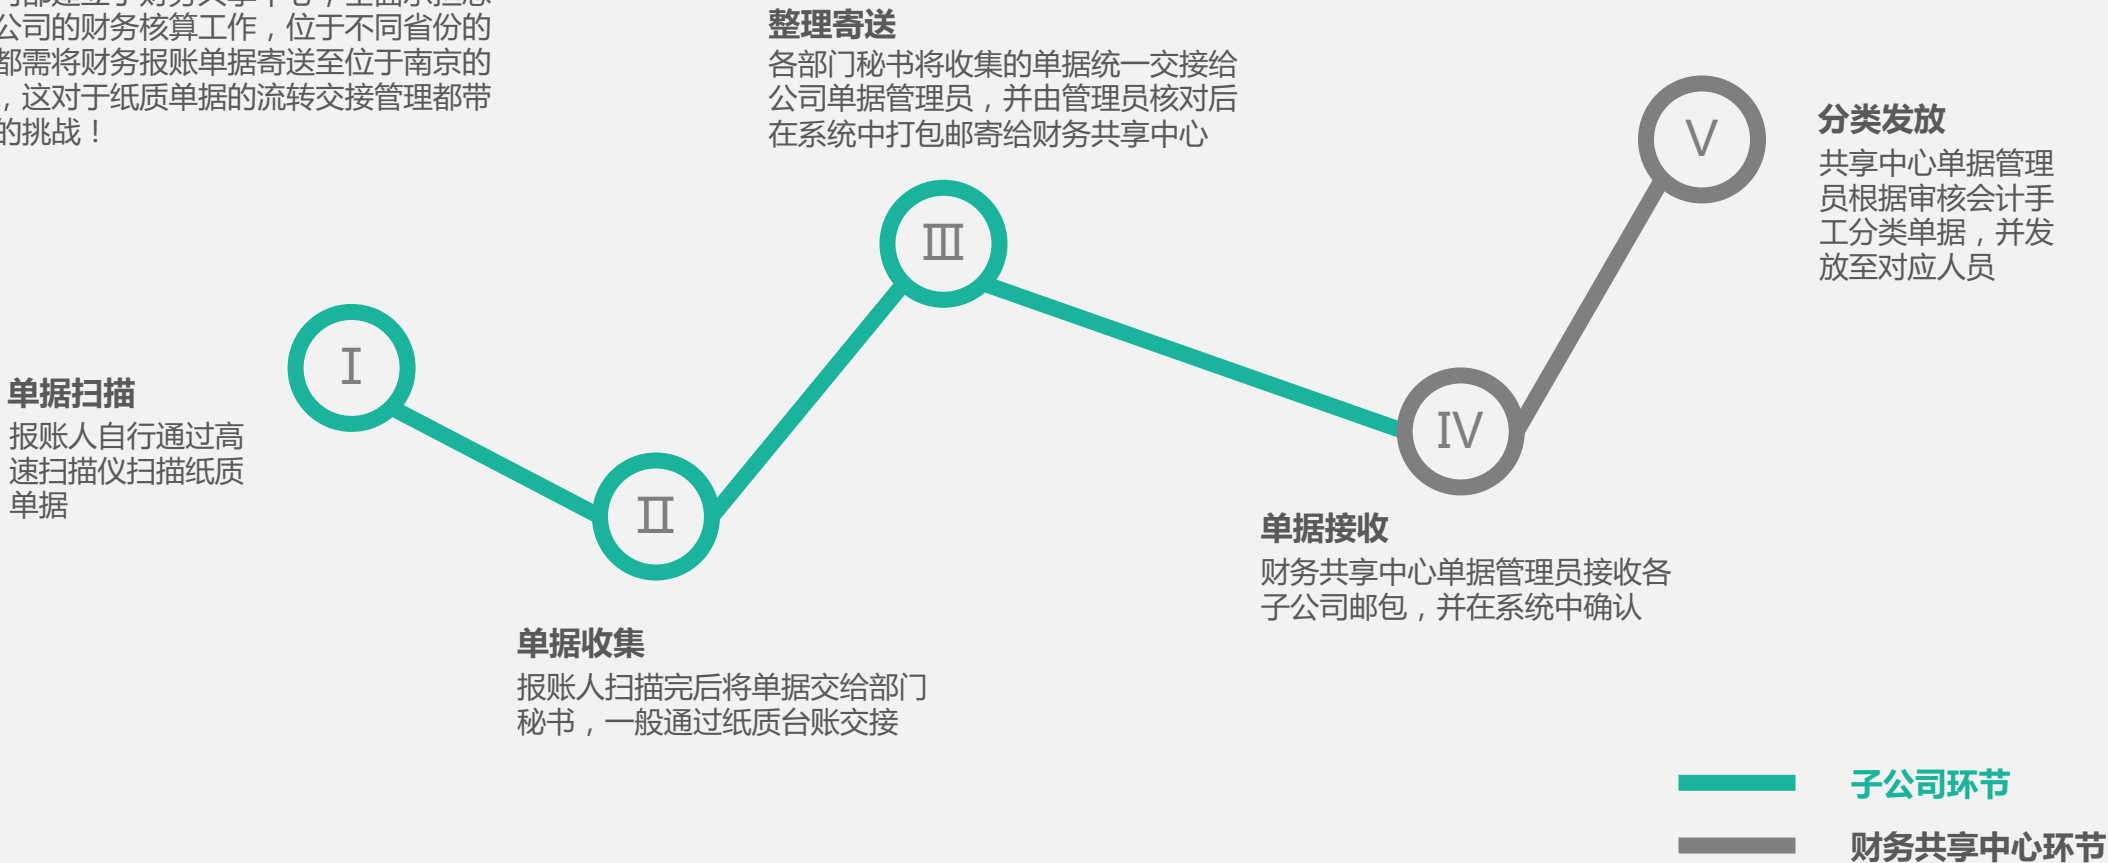 公司的财务核算工作，位于不同省份的
都需将财务报账单据寄送至位于南京的
，这对于纸质单据的流转交接管理都带
的挑战！
整理寄送
各部门秘书将收集的单据统一交接给
公司单据管理员，并由管理员核对后
在系统中打包邮寄给财务共享中心
V
分类发放
共享中心单据管理
员根据审核会计手
工分类单据，并发
放至对应人员
III
I
单据扫描
报账人自行通过高
速扫描仪扫描纸质
单据
IV
II
单据接收
财务共享中心单据管理员接收各
子公司邮包，并在系统中确认
单据收集
报账人扫描完后将单据交给部门
秘书，一般通过纸质台账交接
子公司环节
财务共享中心环节